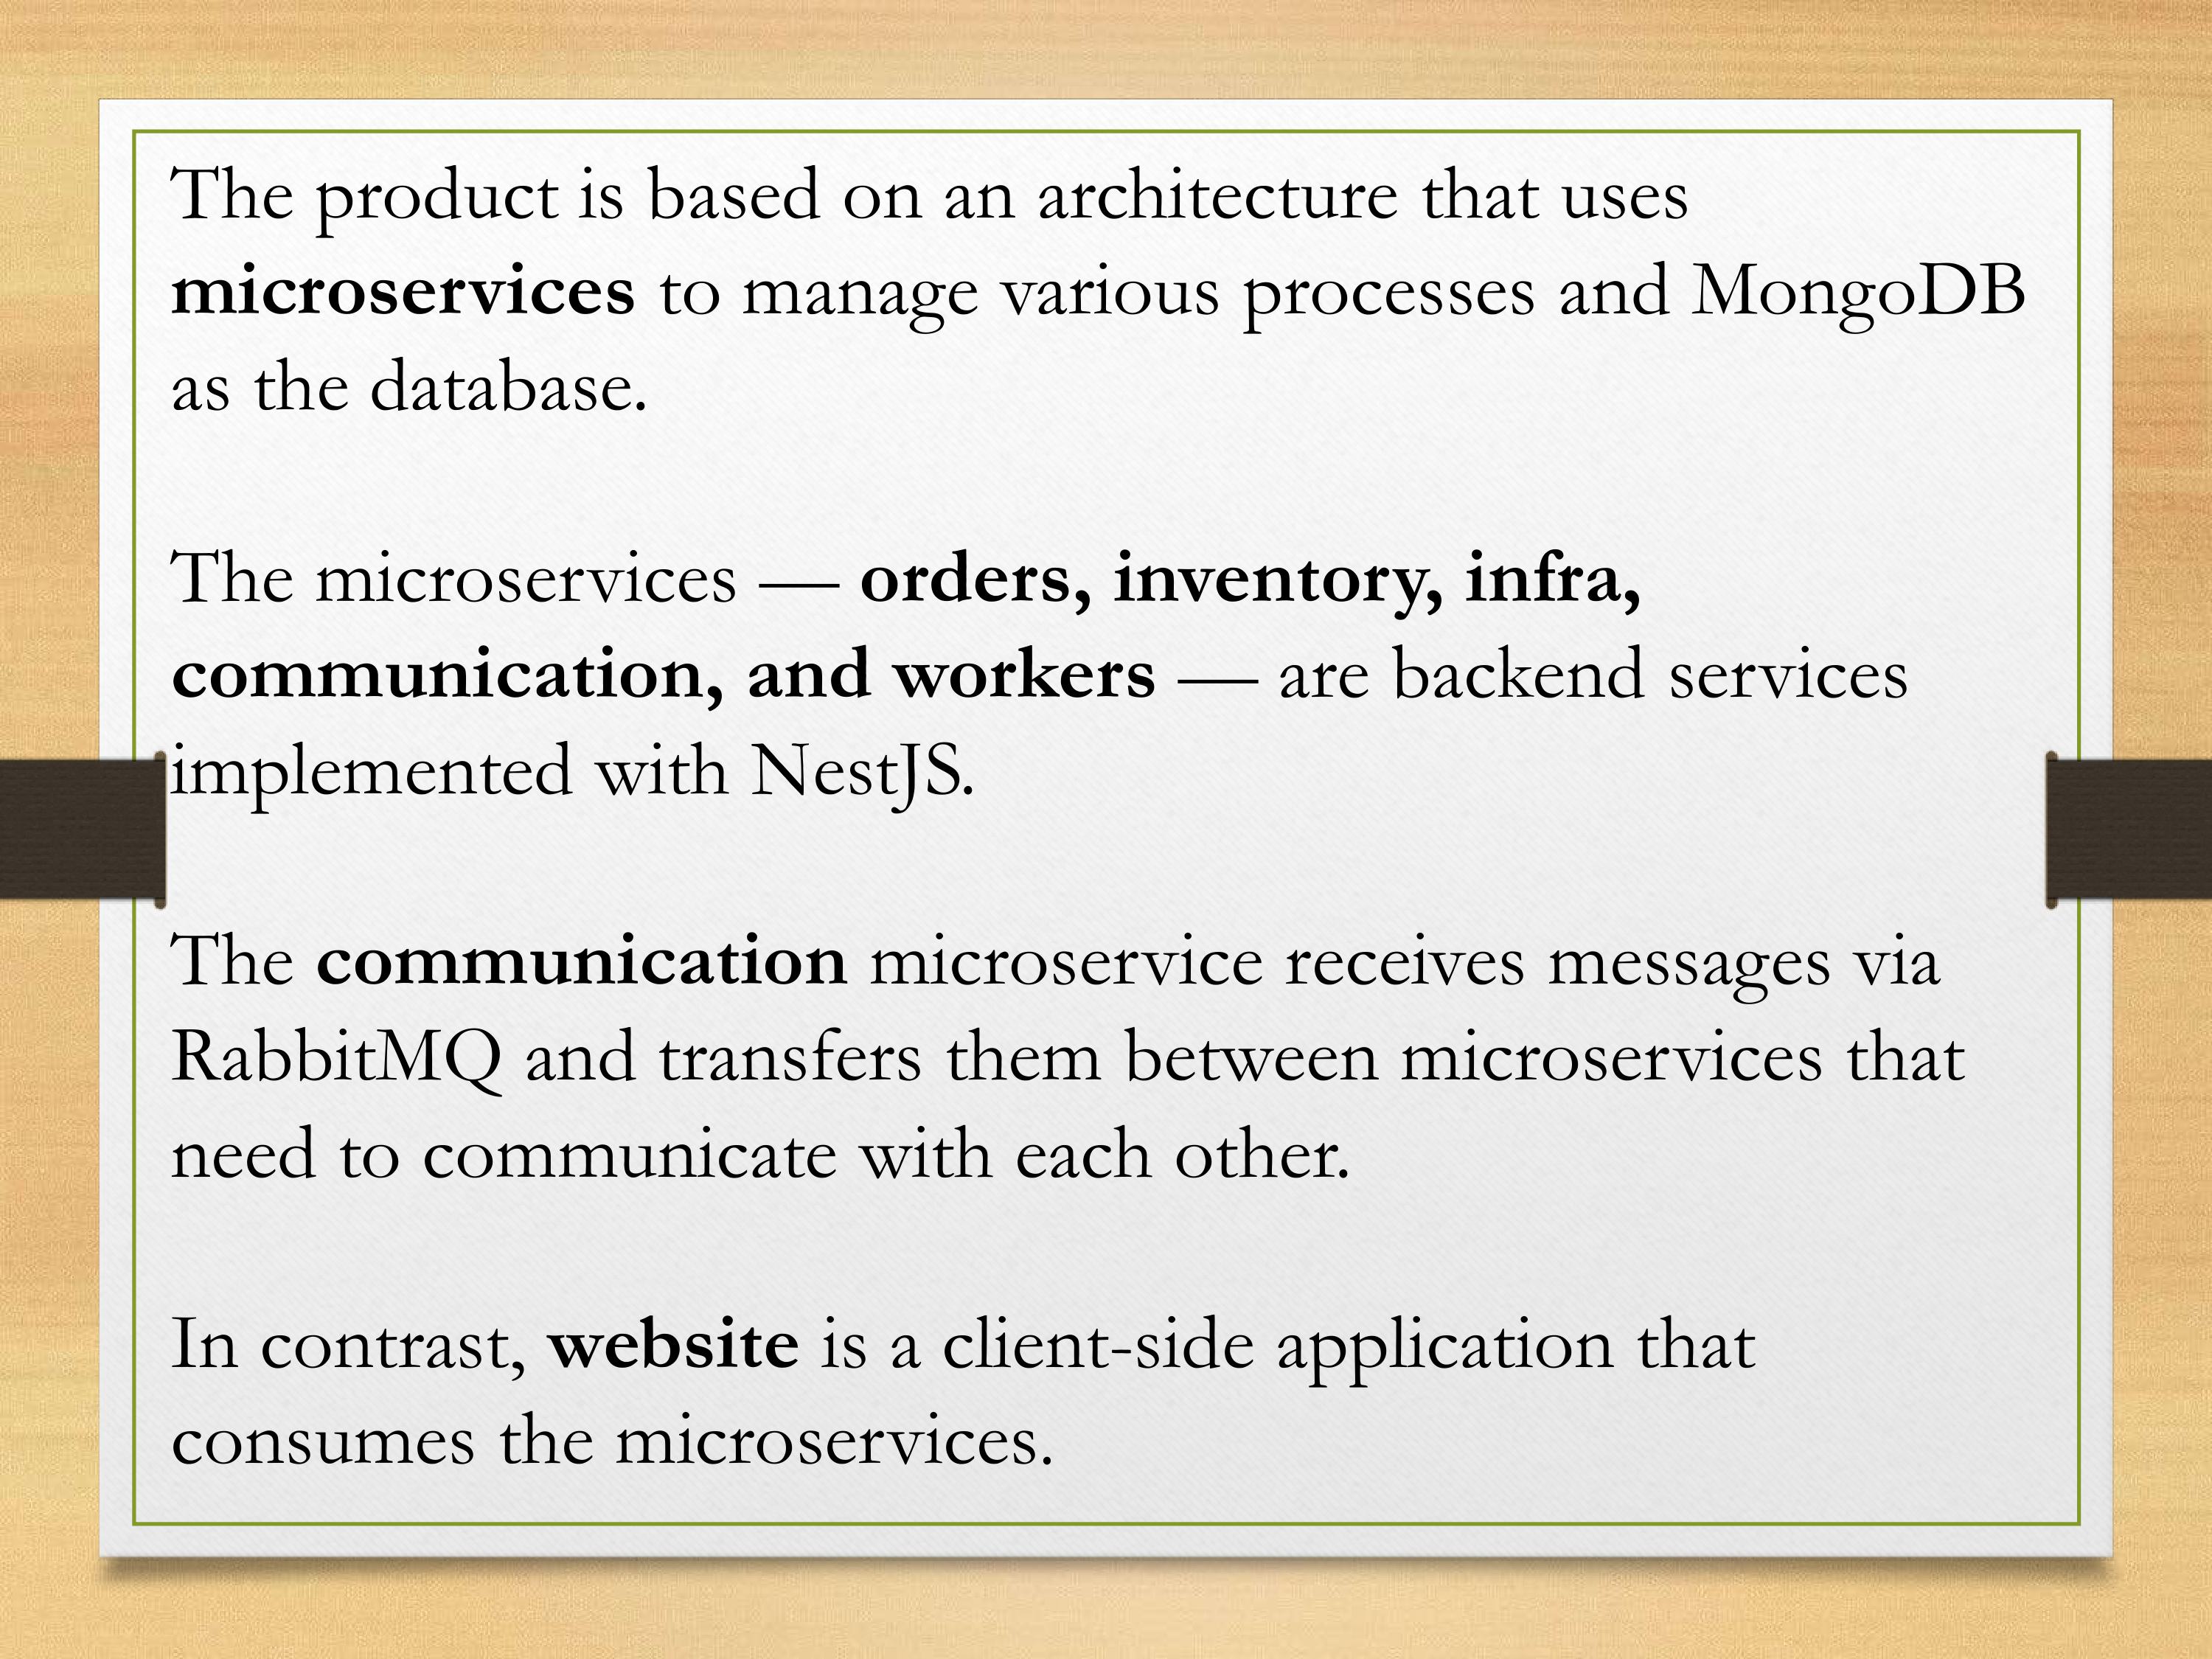 The product is based on an architecture that uses
microservices to manage various processes and MongoDB
as the database.
The microservices — orders, inventory, infra,
communication, and workers — are backend services
implemented with NestJS.
The communication microservice receives messages via
RabbitMQ and transfers them between microservices that
need to communicate with each other.
In contrast, website is a client-side application that
consumes the microservices.